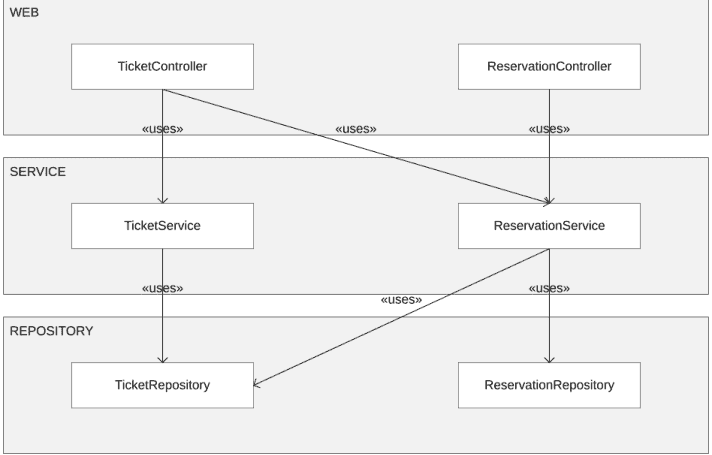 WEB
TicketController
ReservationController
«uses»
«uses»
«uses»
SERVICE
TicketService
ReservationService
«uses»
«uses»
«uses»
REPOSITORY
TicketRepository
ReservationRepository